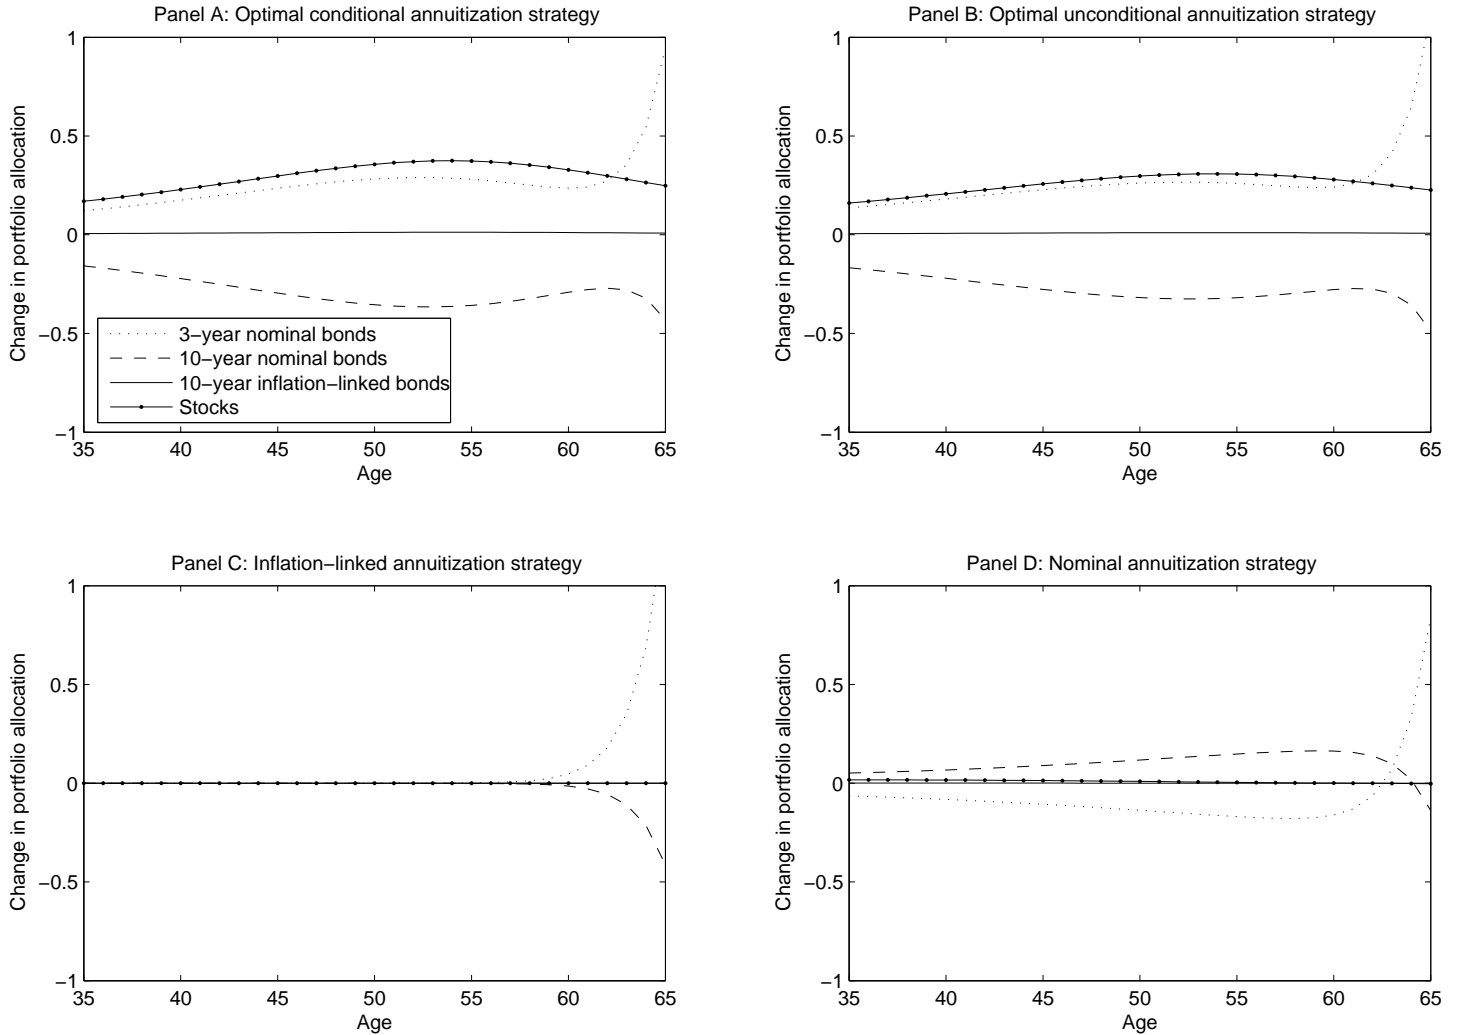 Panel A: Optimal conditional annuitization strategy
1
0.5
0
−0.5
−1
Change in portfolio allocation
3−year nominal bonds
10−year nominal bonds
10−year inflation−linked bonds
Stocks
35 40 45 50 55 60 65
Age
Panel B: Optimal unconditional annuitization strategy
1
0.5
0
−0.5
−1
Change in portfolio allocation
35 40 45 50 55 60 65
Age
Panel C: Inflation−linked annuitization strategy
1
0.5
0
−0.5
−1
Change in portfolio allocation
35 40 45 50 55 60 65
Age
Panel D: Nominal annuitization strategy
1
0.5
0
−0.5
−1
Change in portfolio allocation
35 40 45 50 55 60 65
Age